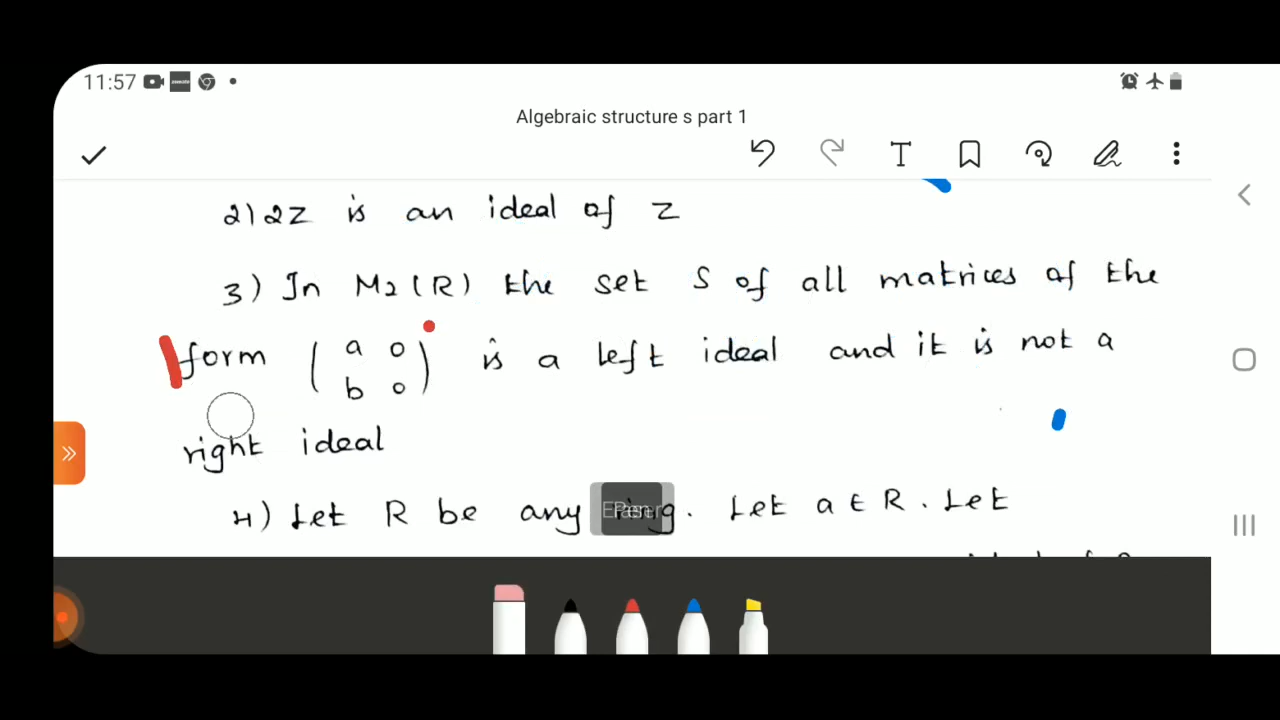 11:57
Algebraic structure s part 1
2) 2Z is an ideal of Z
3) In M2(R) the set S of all matrices of the
form ( a 0
b 0 ) is a left ideal and it is not a
right ideal
4) Let R be any ring. Let a ∈ R. Let